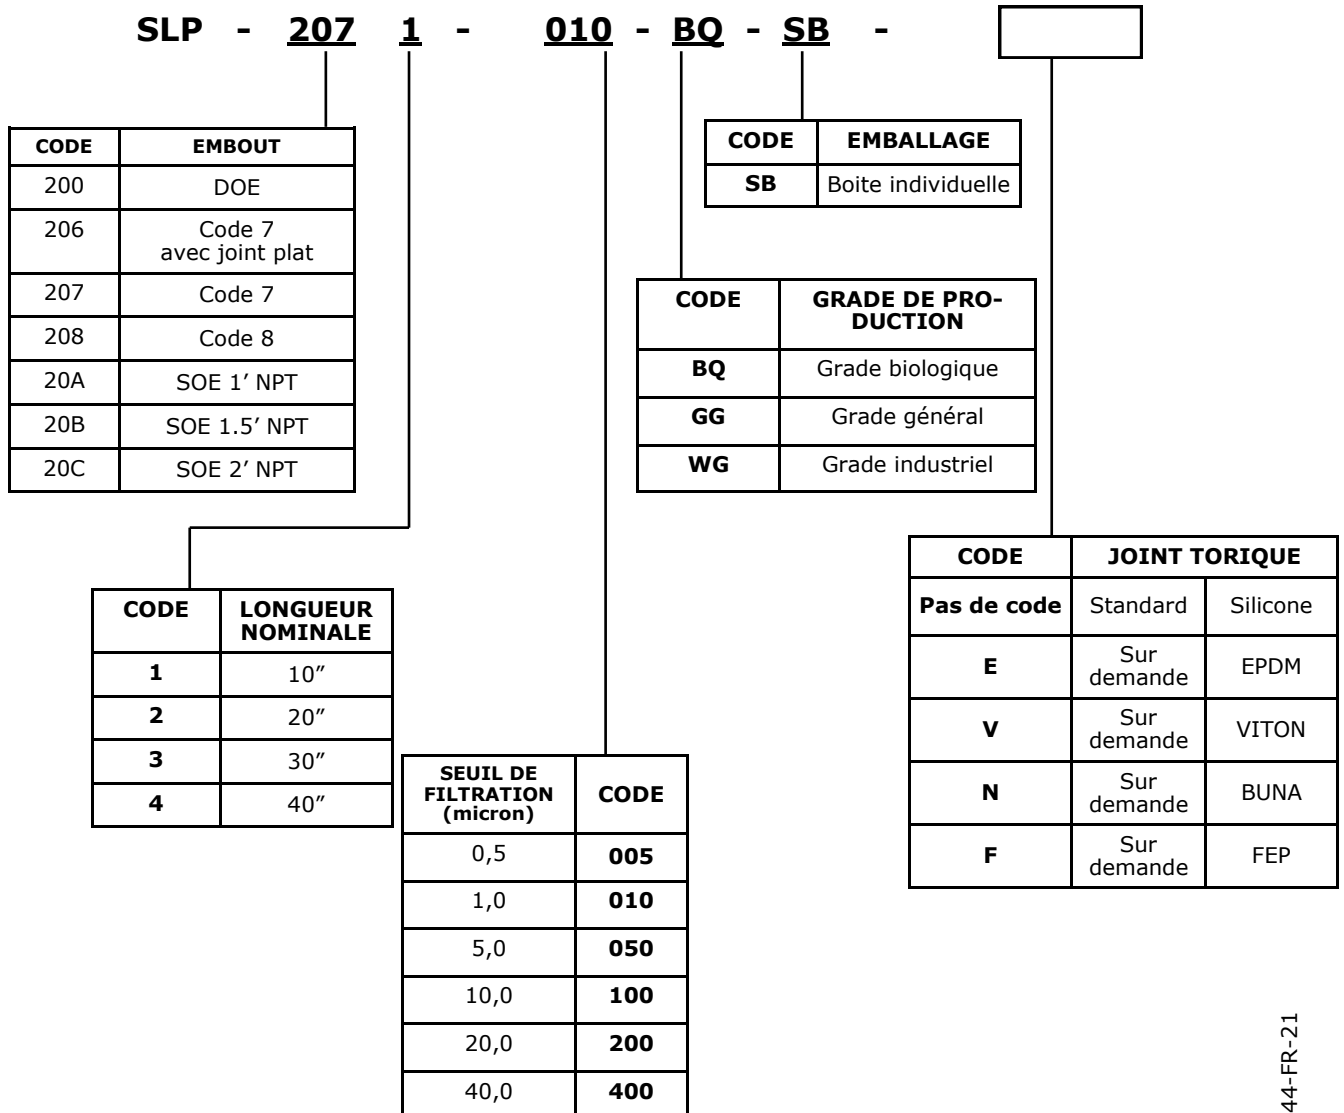 SLP - 207 1 - 010 - BQ - SB -
CODE EMBOUT
200 DOE
206 Code 7
avec joint plat
207 Code 7
208 Code 8
20A SOE 1’ NPT
20B SOE 1.5’ NPT
20C SOE 2’ NPT
CODE EMBALLAGE
SB Boite individuelle
CODE GRADE DE PRO-
DUCTION
BQ Grade biologique
GG Grade général
WG Grade industriel
CODE LONGUEUR
NOMINALE
1 10”
2 20”
3 30”
4 40”
SEUIL DE
FILTRATION
(micron) CODE
0,5 005
1,0 010
5,0 050
10,0 100
20,0 200
40,0 400
CODE JOINT TORIQUE
Pas de code Standard Silicone
E Sur
demande EPDM
V Sur
demande VITON
N Sur
demande BUNA
F Sur
demande FEP
44-FR-21